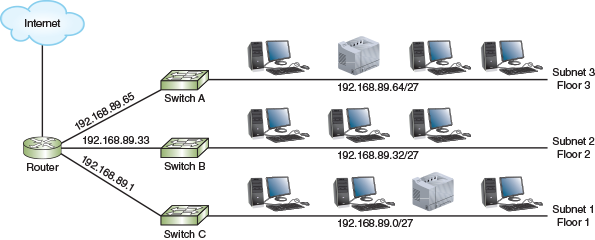 Internet
192.168.89.65
Switch A
192.168.89.64/27
Subnet 3
Floor 3
192.168.89.33
Router
Switch B
192.168.89.32/27
Subnet 2
Floor 2
192.168.89.1
Switch C
192.168.89.0/27
Subnet 1
Floor 1